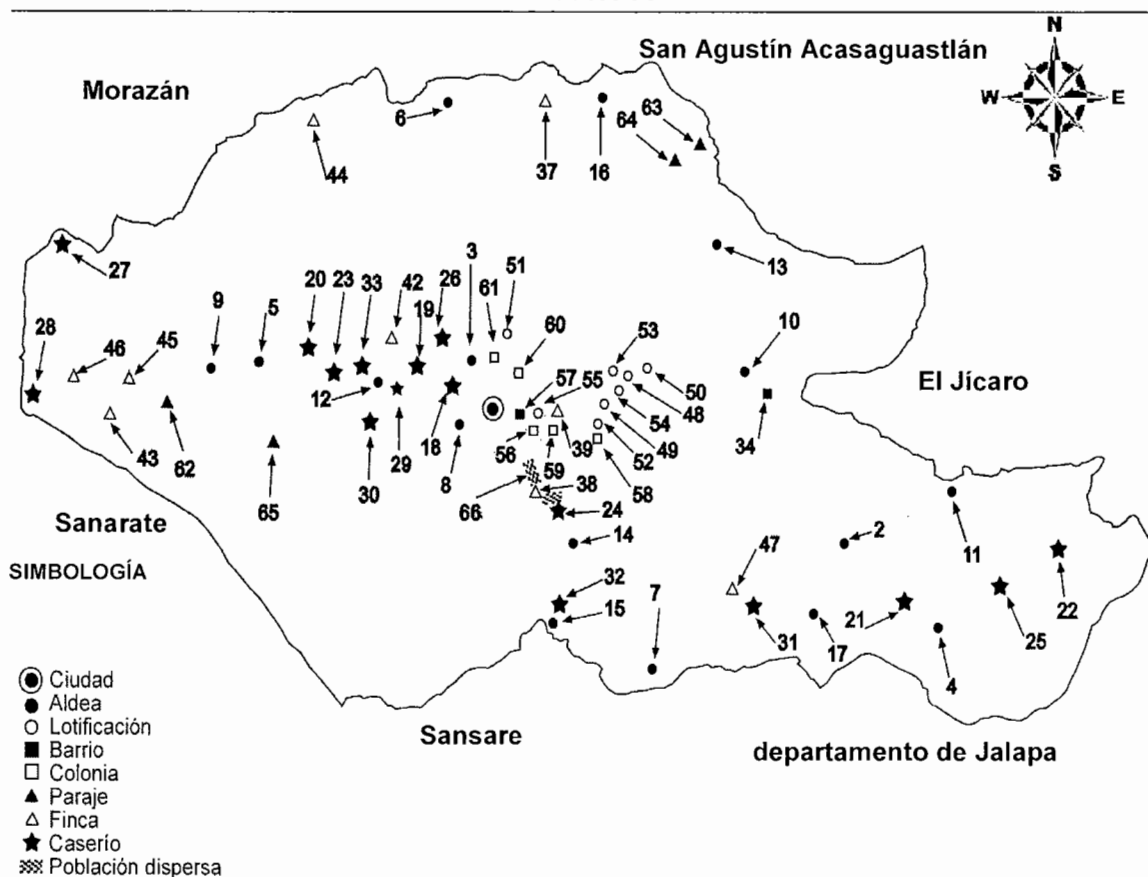 San Agustín Acasaguastlán
N
Morazán
W E
S
6
44
37
16
64
63
27
13
3
51
20 23 33 42 19 26 61
60
9
5
53
10
28
46
45
50
57 55
48
El Jícaro
12
54
43
62
29
18
8
56
59
39
52
49
58
34
65
30
66
38
24
Sanarate
14
2
11
SIMBOLOGÍA
47
22
32
15
7
31
17
21
25
4
Ciudad
Aldea
Lotificación
Barrio
Colonia
Paraje
Finca
Caserío
Población dispersa
Sansare
departamento de Jalapa